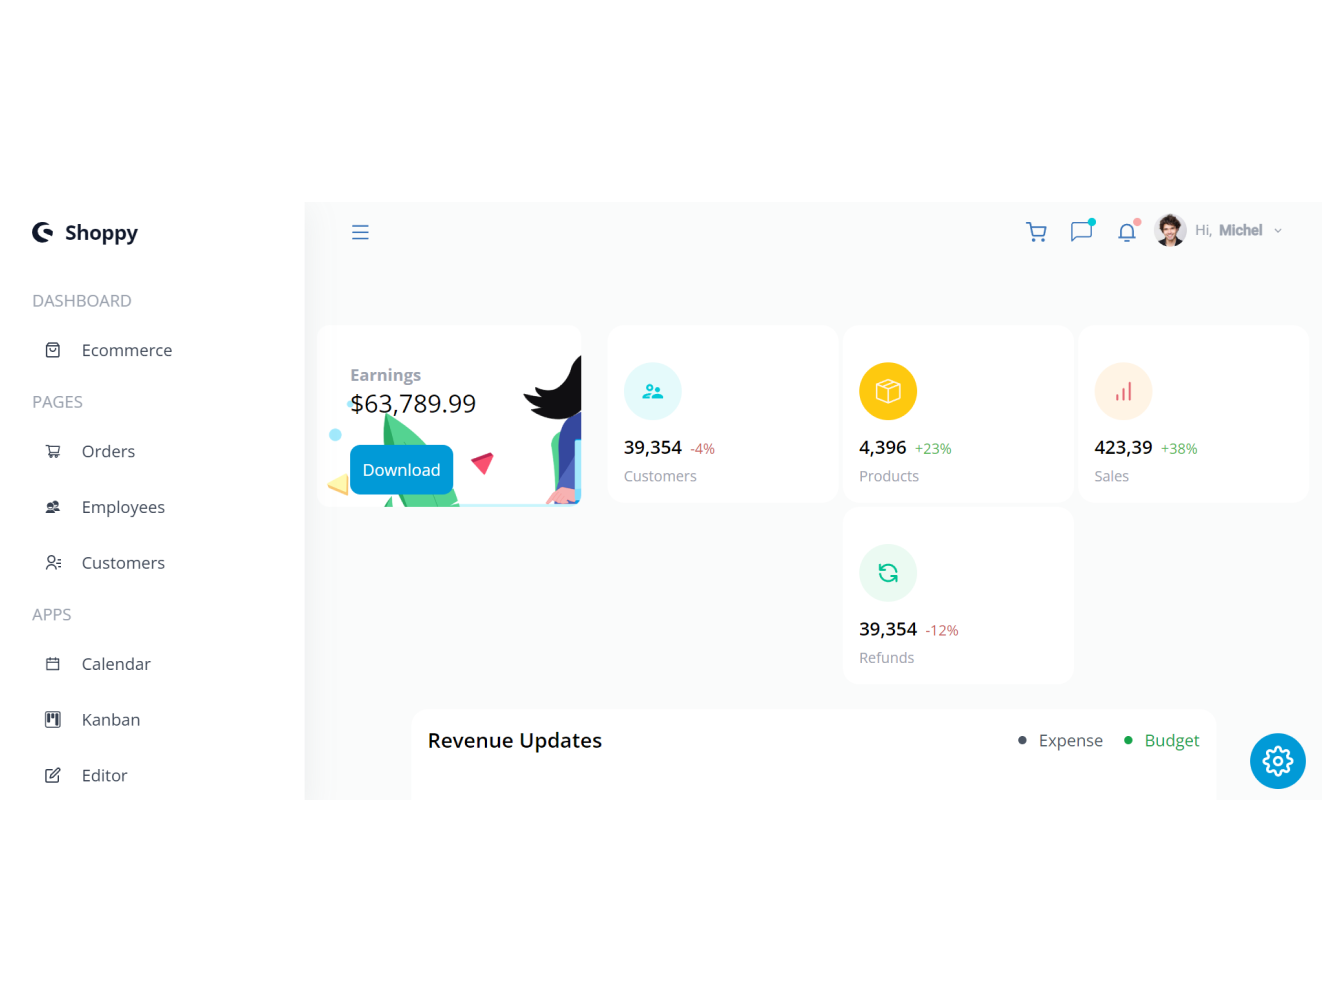 Shoppy
DASHBOARD
Ecommerce
PAGES
Orders
Employees
Customers
APPS
Calendar
Kanban
Editor
Hi, Michel
Earnings
$63,789.99
Download
39,354 -4%
Customers
4,396 +23%
Products
423,39 +38%
Sales
39,354 -12%
Refunds
Revenue Updates
Expense
Budget